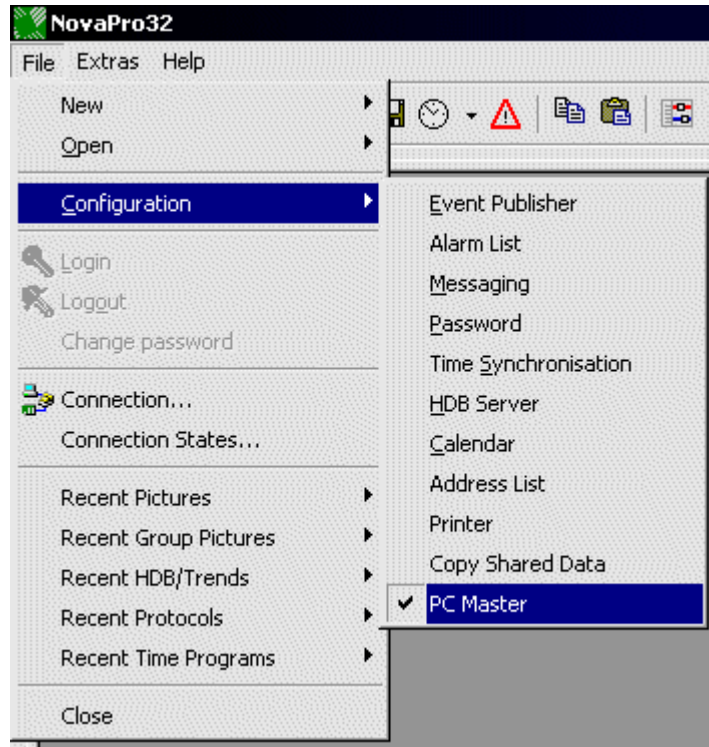 NovaPro32
File Extras Help
New
Open
Configuration
Login
Logout
Change password
Connection...
Connection States...
Recent Pictures
Recent Group Pictures
Recent HDB/Trends
Recent Protocols
Recent Time Programs
Close
Event Publisher
Alarm List
Messaging
Password
Time Synchronisation
HDB Server
Calendar
Address List
Printer
Copy Shared Data
PC Master